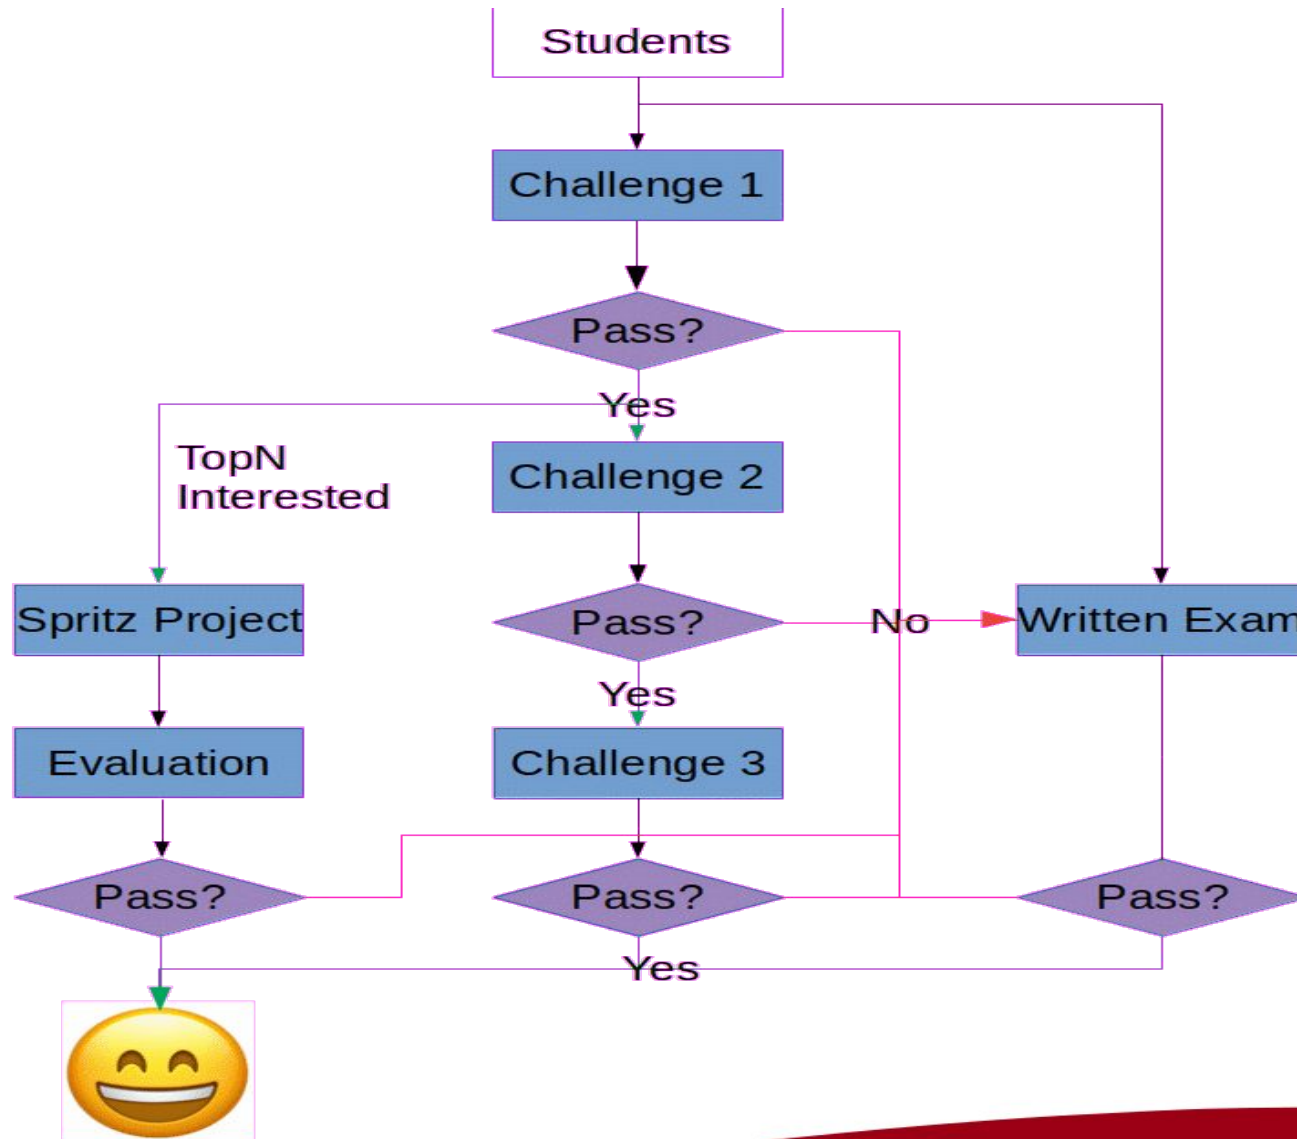 Students
Challenge 1
Pass?
Yes
TopN
Interested
Challenge 2
Spritz Project
Pass?
No
Written Exam
Yes
Evaluation
Challenge 3
Pass?
Pass?
Pass?
Yes